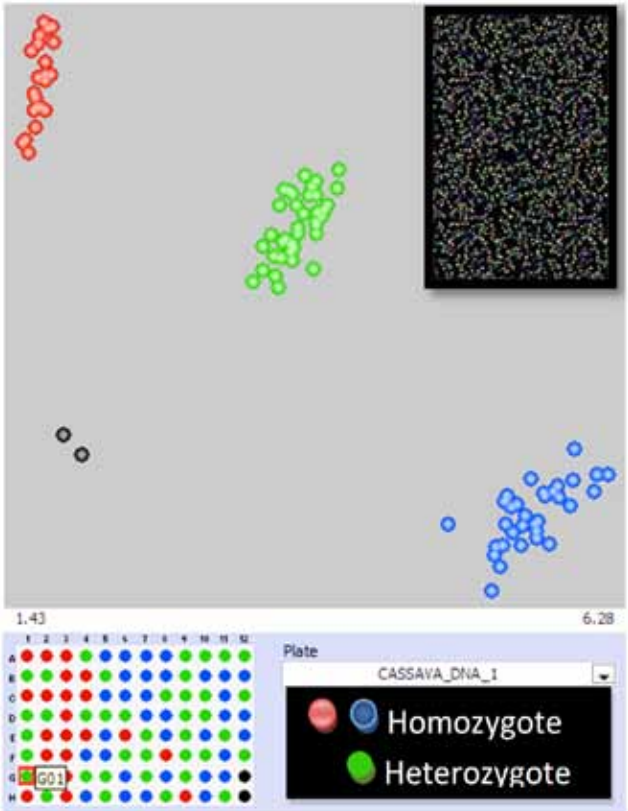 1.43 6.28
1 2 3 4 5 6 7 8 9 10 11 12
Plate
A
B
C
D
E
F
G
H
CASSAVA_DNA_1
G01
Homozygote
Heterozygote